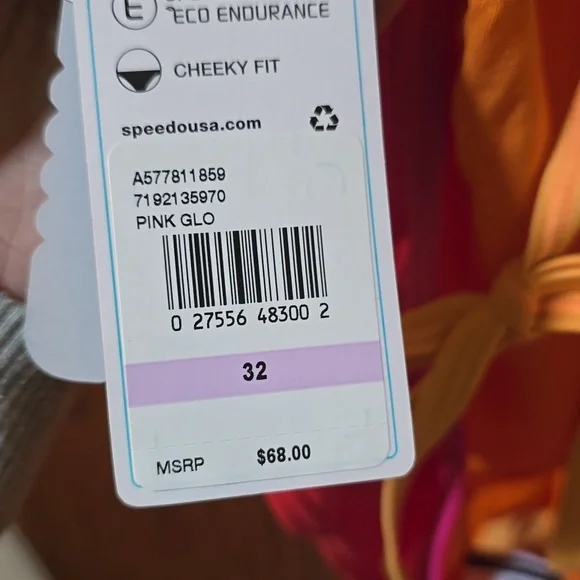 E
ECO ENDURANCE
CHEEKY FIT
speedousa.com
A577811859
7192135970
PINK GLO
0 27556 48300 2
32
MSRP $68.00